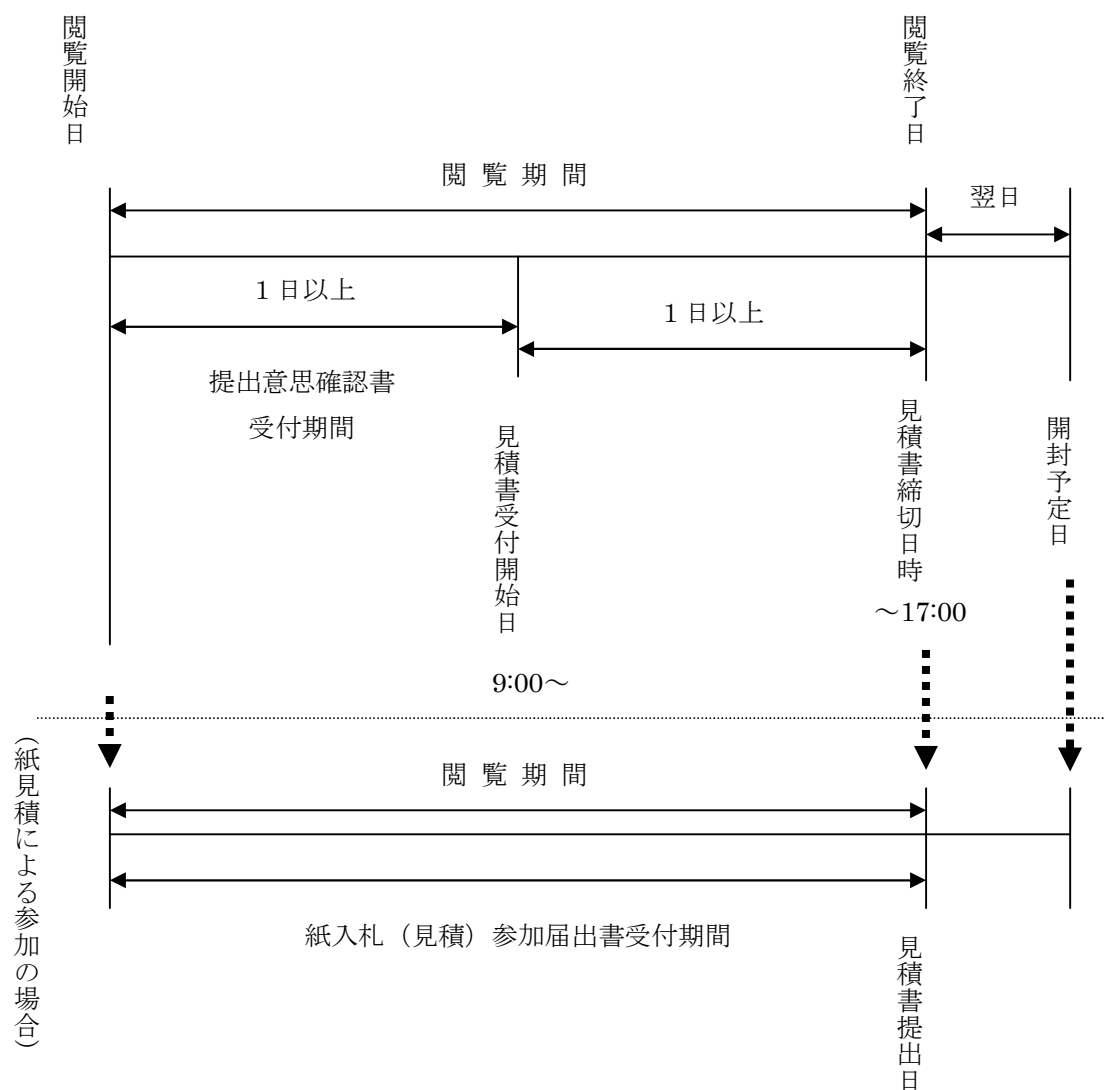 閲覧開始日
閲覧終了日
閲 覧 期 間
翌日
１日以上
１日以上
提出意思確認書
受付期間
見積書受付開始日
見積書締切日時
開封予定日
～17:00
9:00～
（紙見積による参加の場合）
閲 覧 期 間
紙入札（見積）参加届出書受付期間
見積書提出日